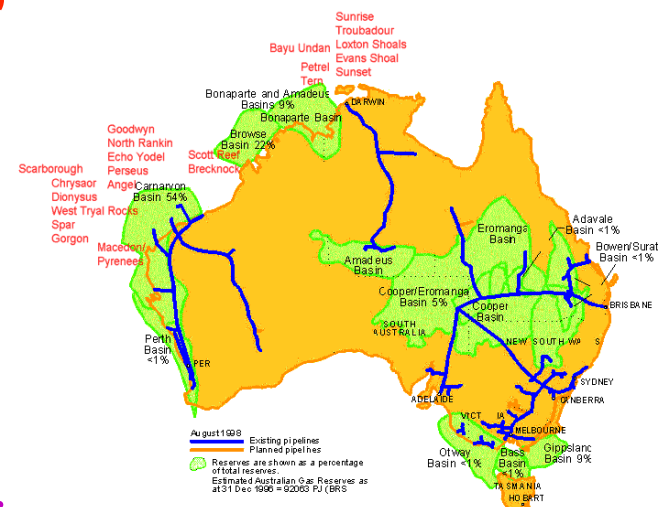 Sunrise
Troubadour
Loxton Shoals
Evans Shoal
Sunset
Bayu Undan
Petrel
Tern
Bonaparte and Amadeus
Basins 9%
Bonaparte Basin
DARWIN
Browse
Basin 22%
Scott Reef
Brecknock
Goodwyn
North Rankin
Echo Yodel
Perseus
Angel
Scarborough
Chrysaor
Dionysus
West Tryal Rocks
Spar
Gorgon
Carnarvon
Basin 54%
Macedon/
Pyrenees
Adavale
Basin <1%
Eromanga
Basin
Bowen/Surat
Basin <1%
Amadeus
Basin
Cooper/Eromanga
Basin 5%
Cooper
Basin
BRISBANE
SOUTH
AUSTRALIA
NEW SOUTH WA S
Perth
Basin
<1%
PER
SYDNEY
CANBERRA
ADELAIDE
VICT IA
MELBOURNE
Otway
Basin <1%
Bass
Basin
<1%
Gippsland
Basin 9%
TASMANIA
HOBART
August 1998
Existing pipelines
Planned pipelines
Reserves are shown as a percentage
of total reserves.
Estimated Australian Gas Reserves as
at 31 Dec 1996 = 92063 PJ (BRS